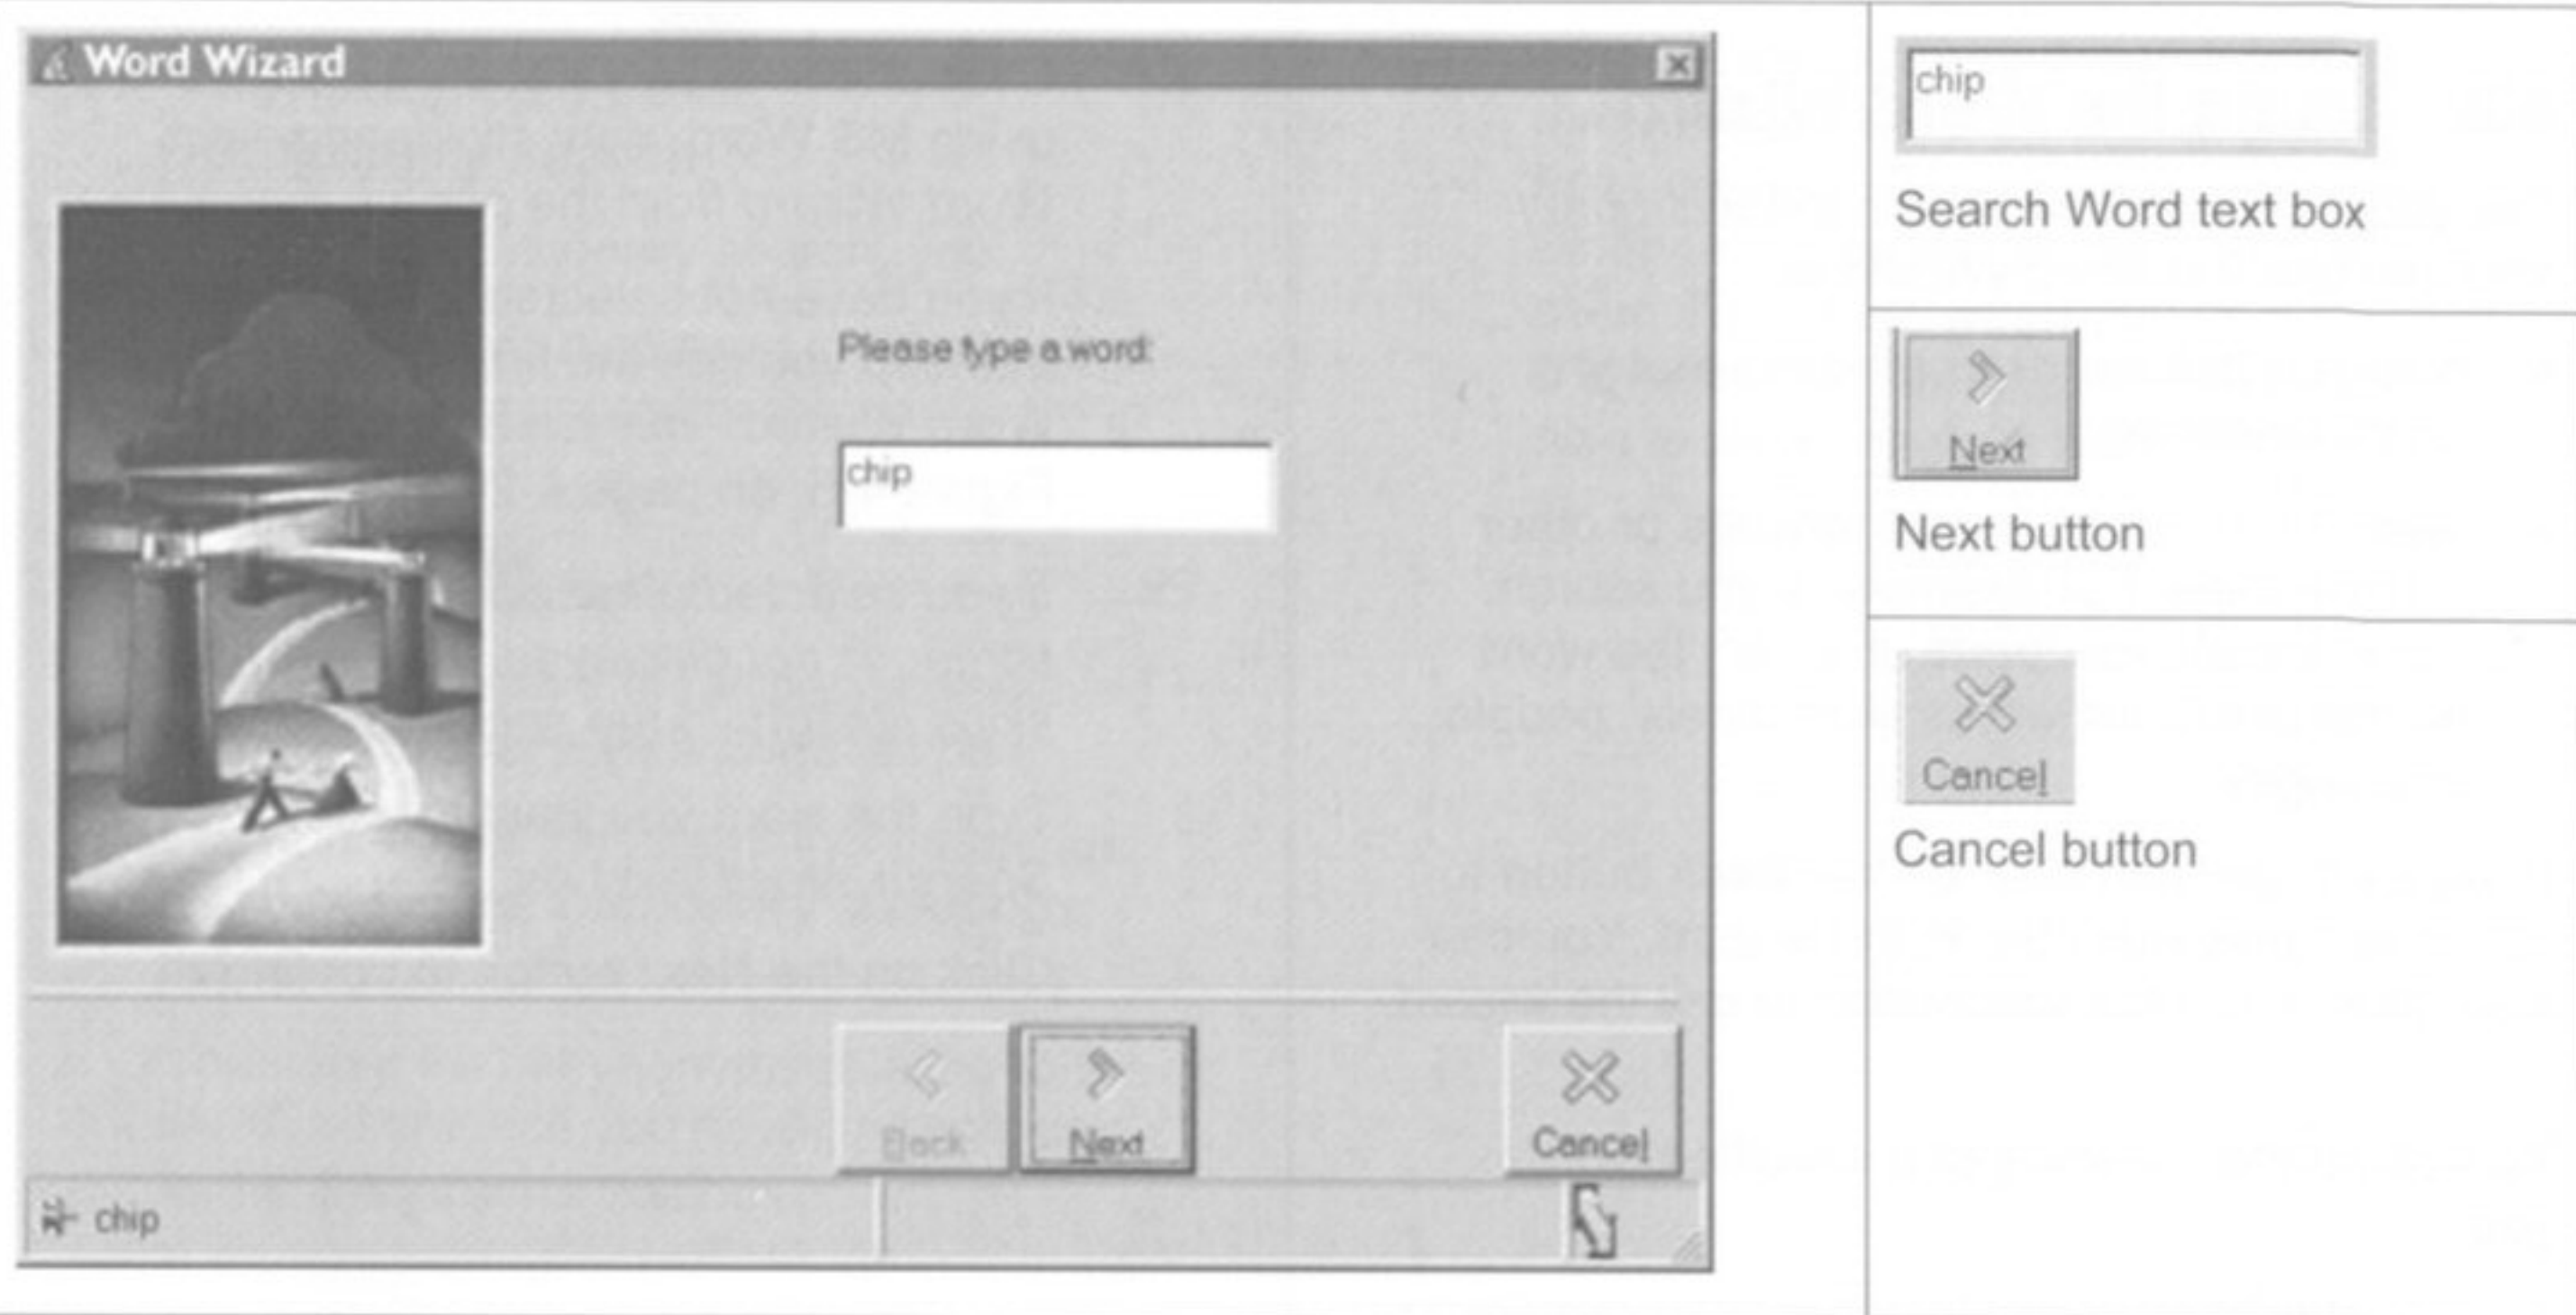 Word Wizard
Please type a word:
chip
Back
Next
Cancel
chip
chip
Search Word text box
Next
Next button
Cancel
Cancel button